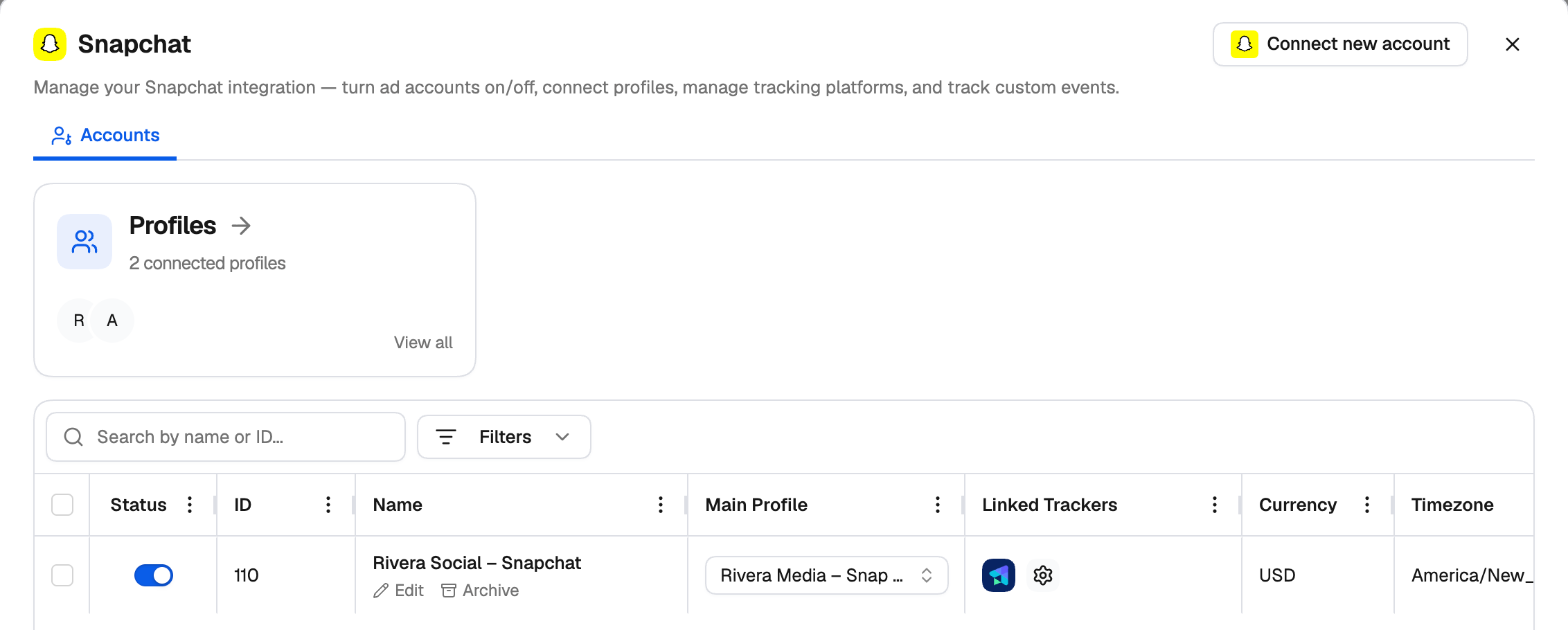 Snapchat
Connect new account
Manage your Snapchat integration — turn ad accounts on/off, connect profiles, manage tracking platforms, and track custom events.
Accounts
Profiles
2 connected profiles
R A
View all
Search by name or ID...
Filters
Status ID Name Main Profile Linked Trackers Currency Timezone
110 Rivera Social – Snapchat Rivera Media – Snap ... USD America/New_
Edit Archive